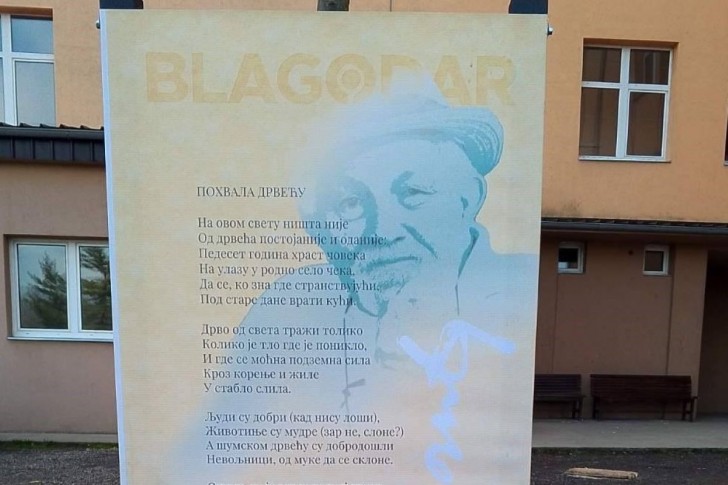 BLAGODAR
ПОХВАЛА ДРВЕЋУ
На овом свету ништа није
Од дрвећа постојаније и оданије:
Педесет година храст човека
На улазу у родно село чека,
Да се, ко зна где странствујући,
Под старе дане врати кући.
Дрво од света тражи толико
Колико је тло где је поникло,
И где се моћна подземна сила
Кроз корење и жиле
У стабло слила.
Људи су добри (кад нису лоши),
Животиње су мудре (зар не, слоне?)
А шумском дрвећу су добродошли
Невољници, од муке да се склоне.